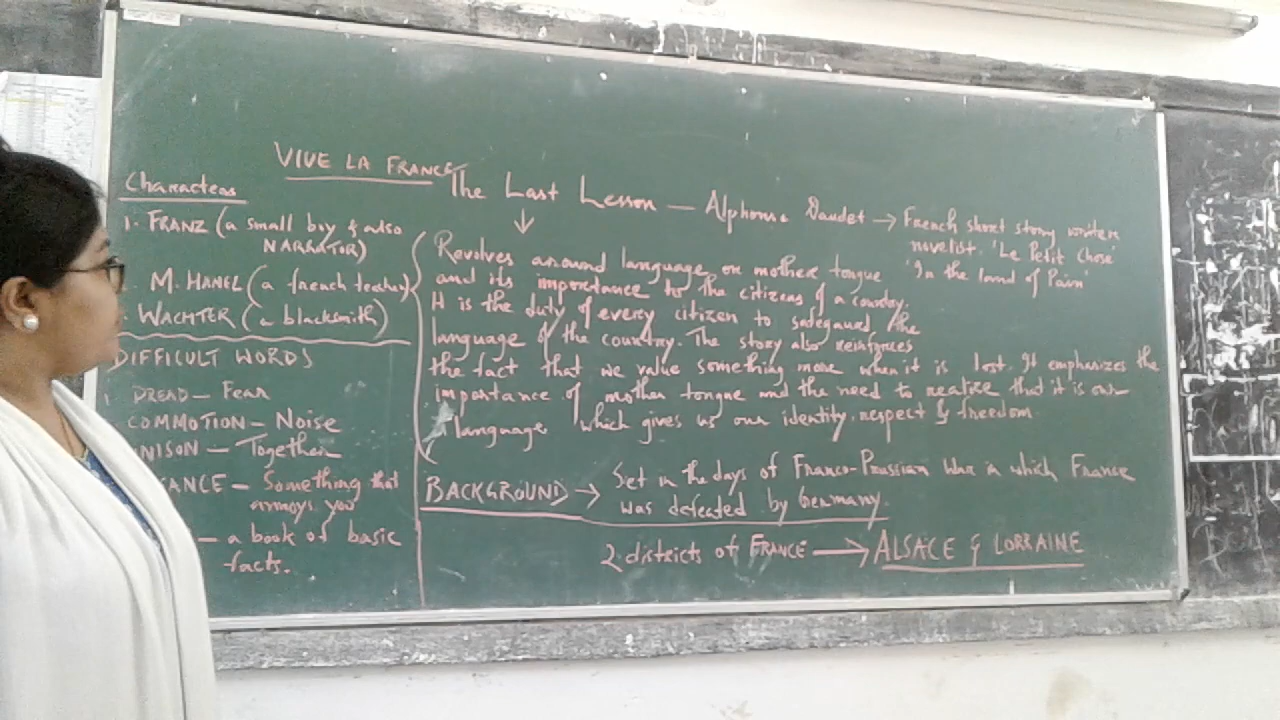 VIVE LA FRANCE
The Last Lesson — Alphonse Daudet → French short story writer
novelist. 'Le Petit Chose'
'In the land of Pain'
Characters
1. FRANZ (a small boy & also
NARRATOR)
M. HAMEL (a french teacher)
WACHTER (a blacksmith)
DIFFICULT WORDS
1. DREAD — Fear
COMMOTION — Noise
NISON — Together
ANCE — Something that
annoys you
— a book of basic
facts.
Revolves around language or mother tongue
and its importance to the citizens of a country.
It is the duty of every citizen to safegaurd the
language of the country. The story also reinforces
the fact that we value something more when it is lost. It emphasizes the
importance of mother tongue and the need to realize that it is our
language which gives us our identity, respect & freedom.
BACKGROUND → Set in the days of Franco-Prussian War in which France
was defeated by Germany.
2 districts of FRANCE → ALSACE & LORRAINE